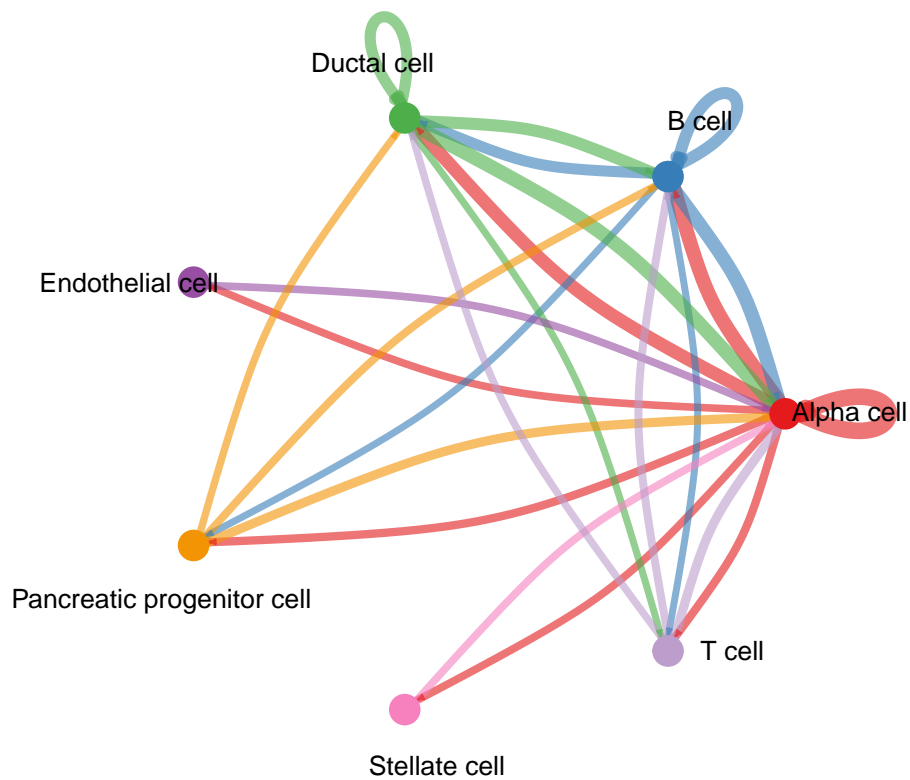 Ductal cell
B cell
Endothelial cell
Alpha cell
Pancreatic progenitor cell
T cell
Stellate cell